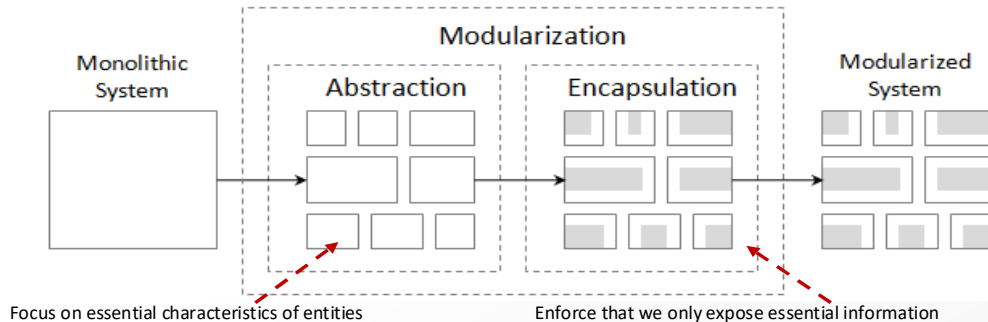 Modularization
Monolithic
System
Abstraction
Encapsulation
Modularized
System
Focus on essential characteristics of entities
Enforce that we only expose essential information